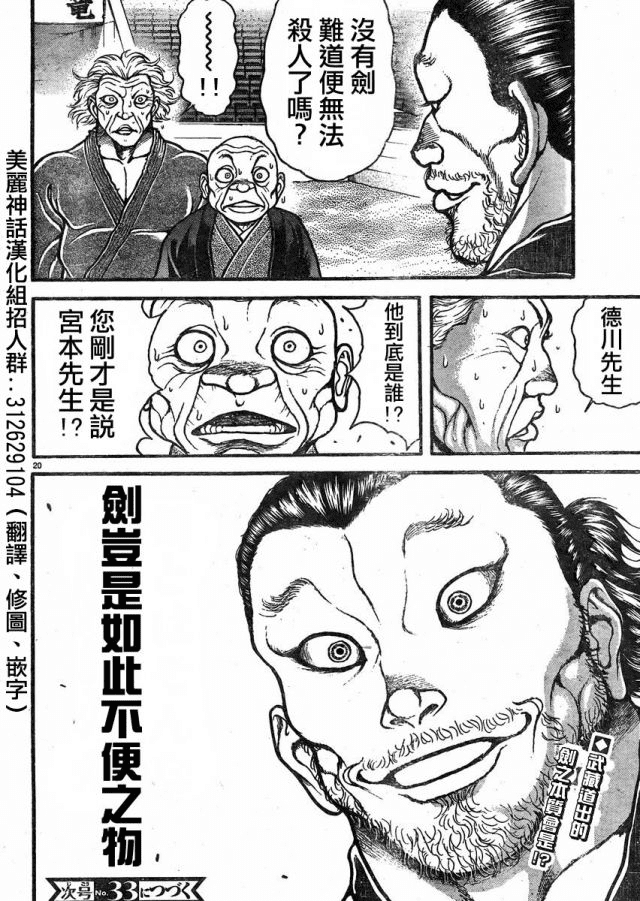 竜
沒有劍
難道便無法
殺人了嗎?
!!
德川先生
他到底是誰!?
您剛才是說
宮本先生!?
20
劍豈是如此不便之物
◆武藏道出的
劍之本質會是!?
次号No.33につづく
美麗神話漢化組招人群:312629104(翻譯、修圖、嵌字)